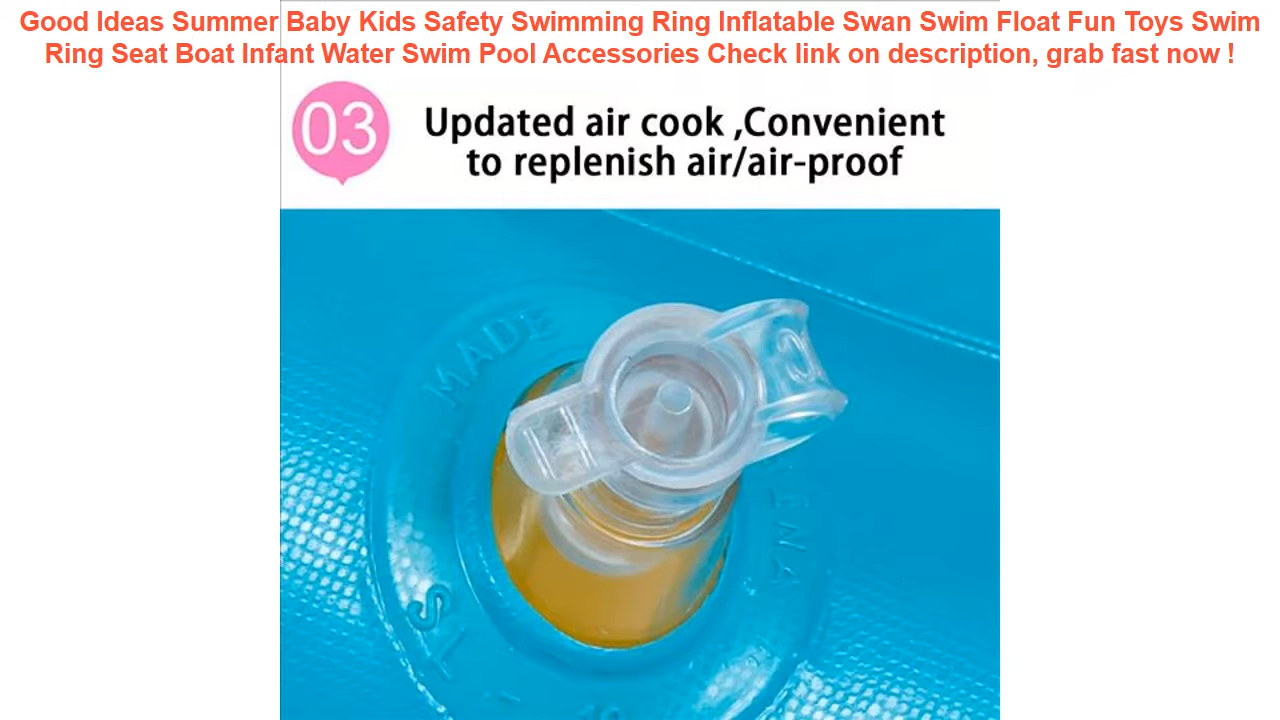 Good Ideas Summer Baby Kids Safety Swimming Ring Inflatable Swan Swim Float Fun Toys Swim
Ring Seat Boat Infant Water Swim Pool Accessories Check link on description, grab fast now !
03
Updated air cook ,Convenient
to replenish air/air-proof
MADE